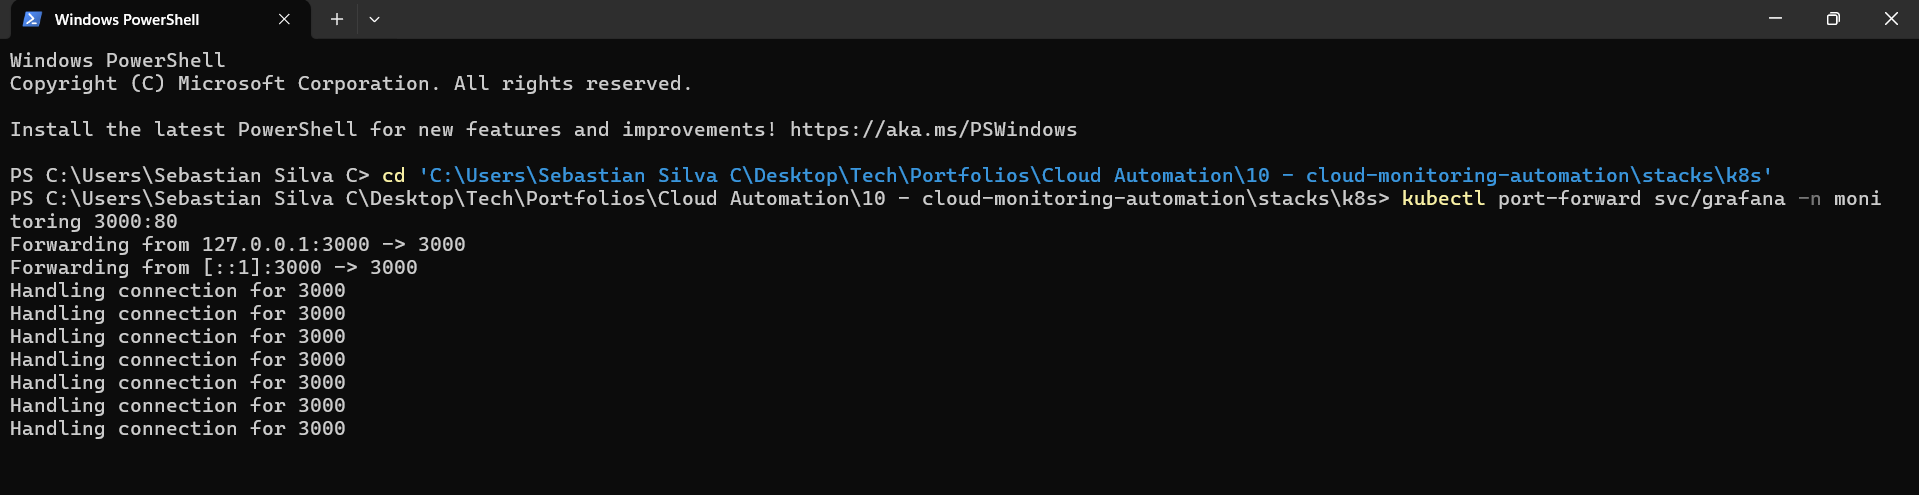 Windows PowerShell
Windows PowerShell
Copyright (C) Microsoft Corporation. All rights reserved.
Install the latest PowerShell for new features and improvements! https://aka.ms/PSWindows
PS C:\Users\Sebastian Silva C> cd 'C:\Users\Sebastian Silva C\Desktop\Tech\Portfolios\Cloud Automation\10 - cloud-monitoring-automation\stacks\k8s'
PS C:\Users\Sebastian Silva C\Desktop\Tech\Portfolios\Cloud Automation\10 - cloud-monitoring-automation\stacks\k8s> kubectl port-forward svc/grafana -n moni
toring 3000:80
Forwarding from 127.0.0.1:3000 -> 3000
Forwarding from [::1]:3000 -> 3000
Handling connection for 3000
Handling connection for 3000
Handling connection for 3000
Handling connection for 3000
Handling connection for 3000
Handling connection for 3000
Handling connection for 3000